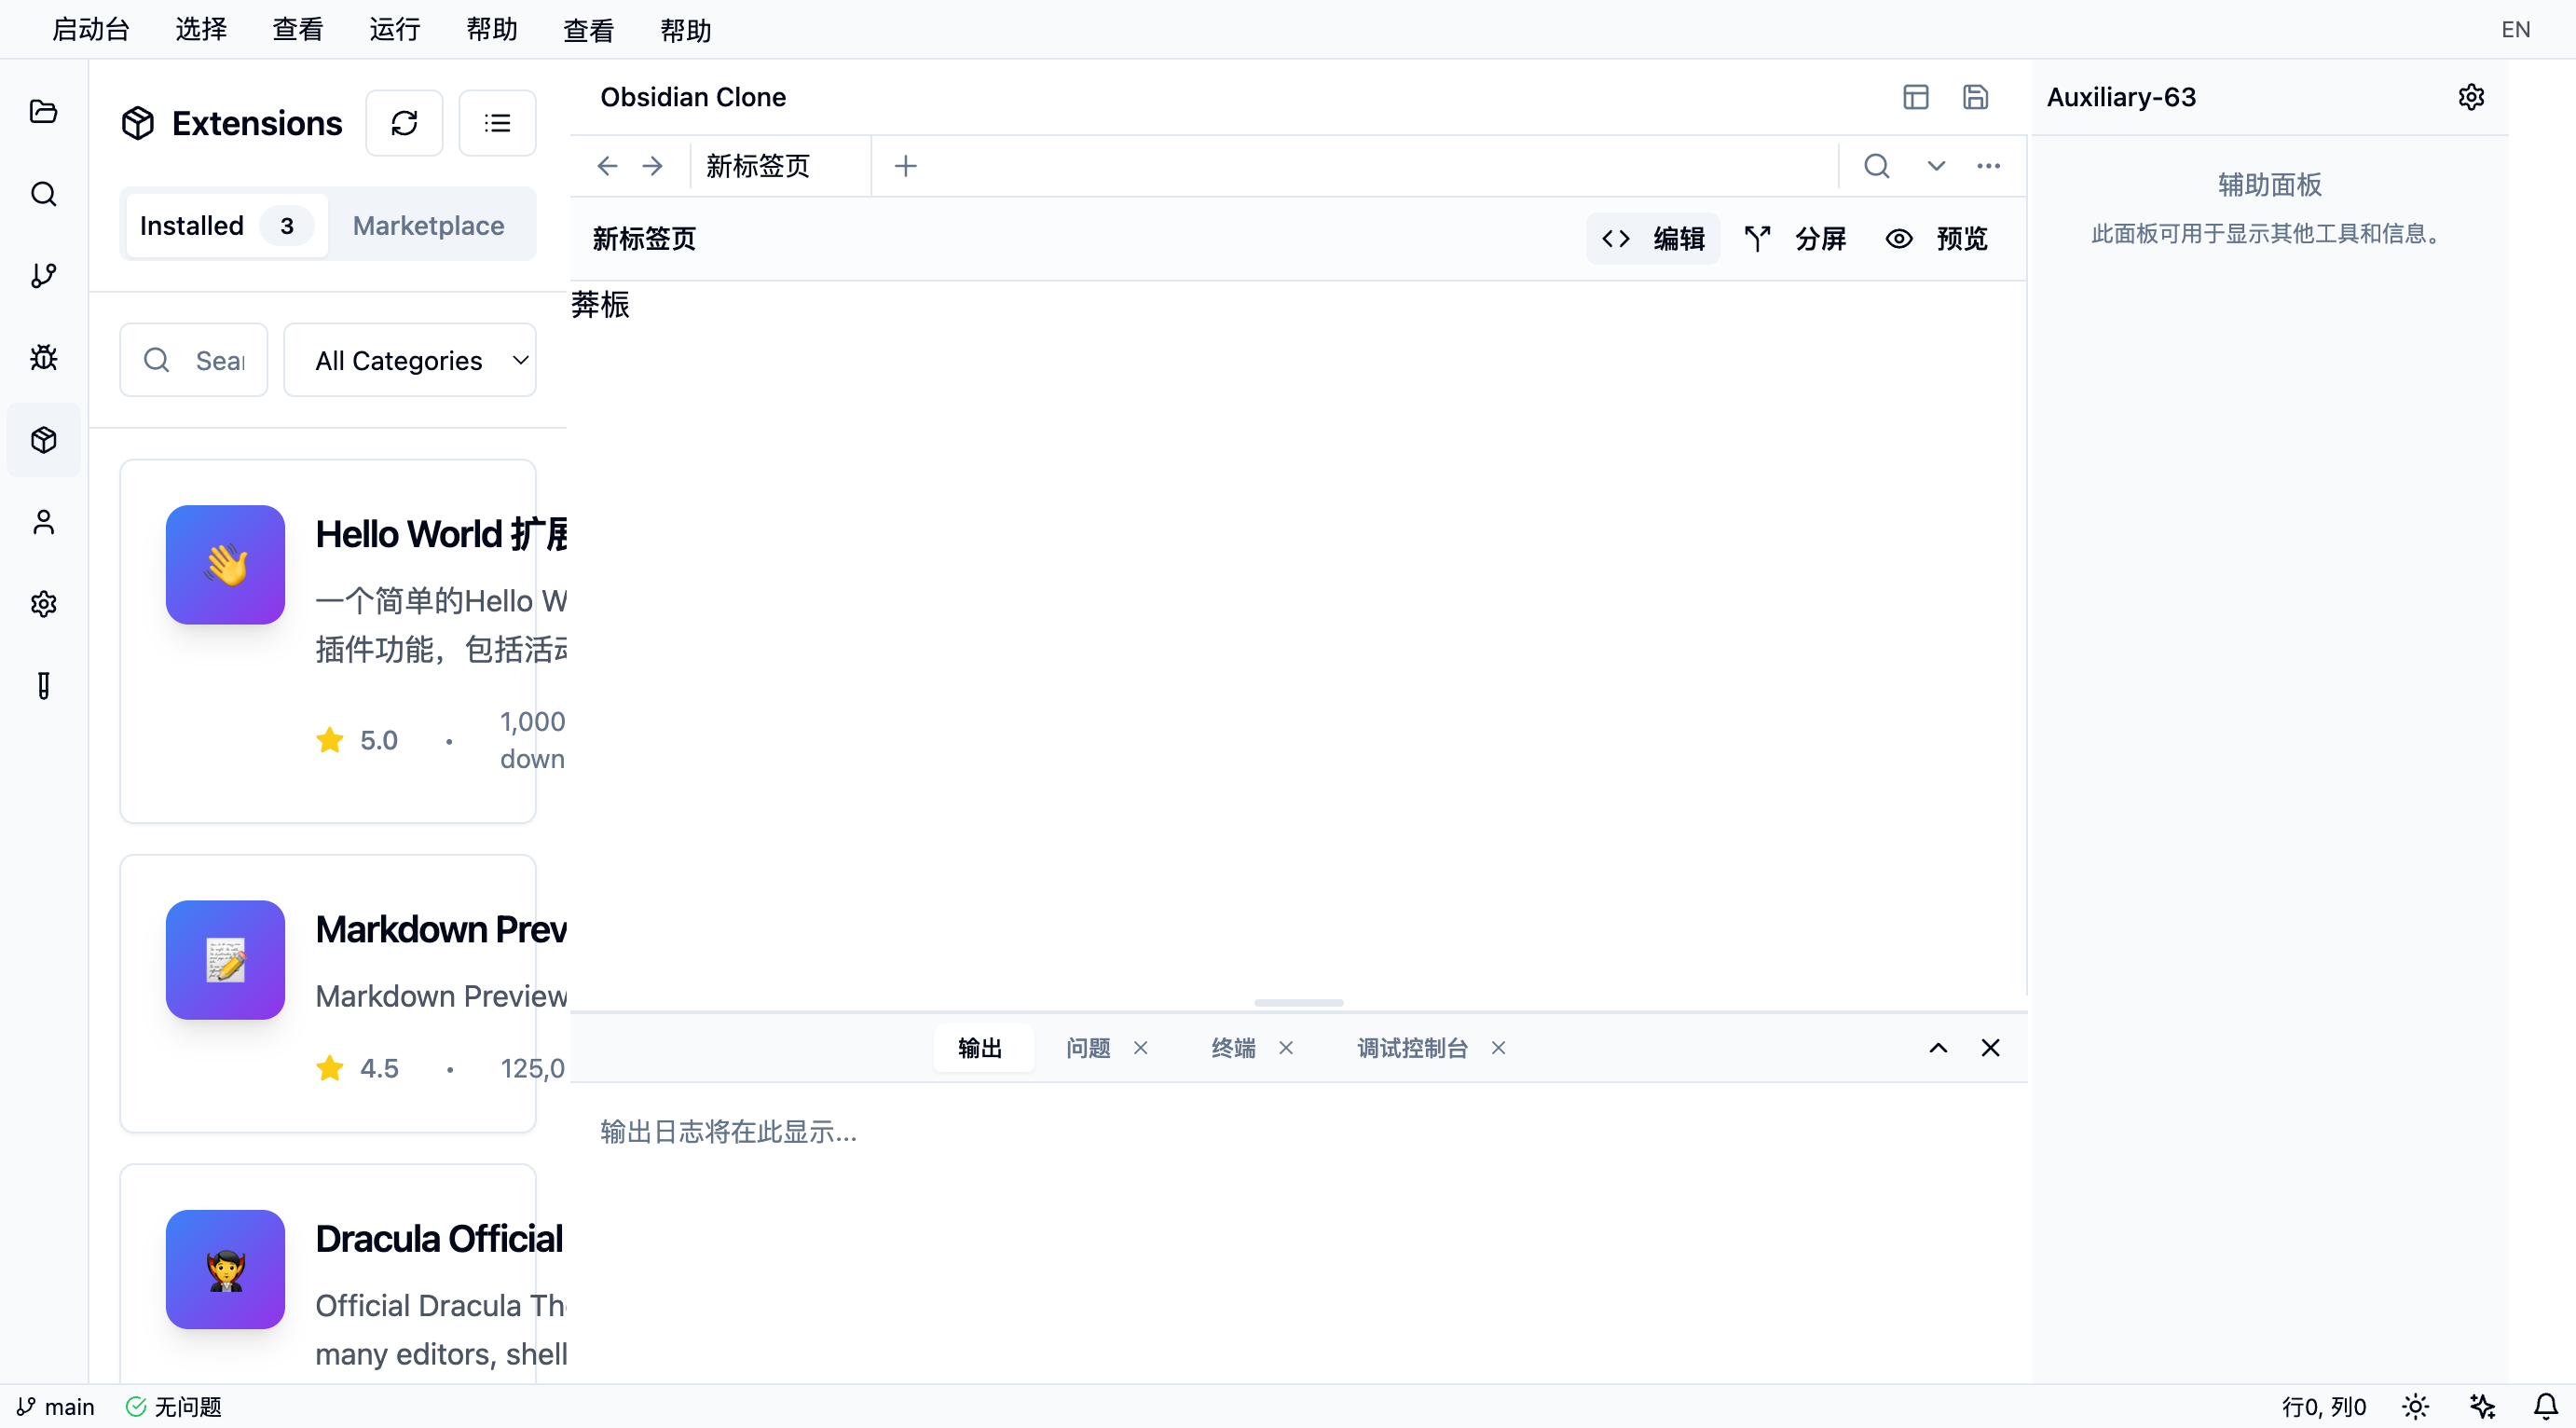 启动台 选择 查看 运行 帮助 查看 帮助 EN
Extensions
Installed 3 Marketplace
Sear
All Categories
Hello World 扩展
一个简单的Hello W
插件功能，包括活动
5.0 · 1,000
down
Markdown Prev
Markdown Preview
4.5 · 125,0
Dracula Official
Official Dracula The
many editors, shell
Obsidian Clone
新标签页
新标签页 编辑 分屏 预览
莽桭
输出 问题 终端 调试控制台
输出日志将在此显示...
Auxiliary-63
辅助面板
此面板可用于显示其他工具和信息。
main 无问题 行0, 列0